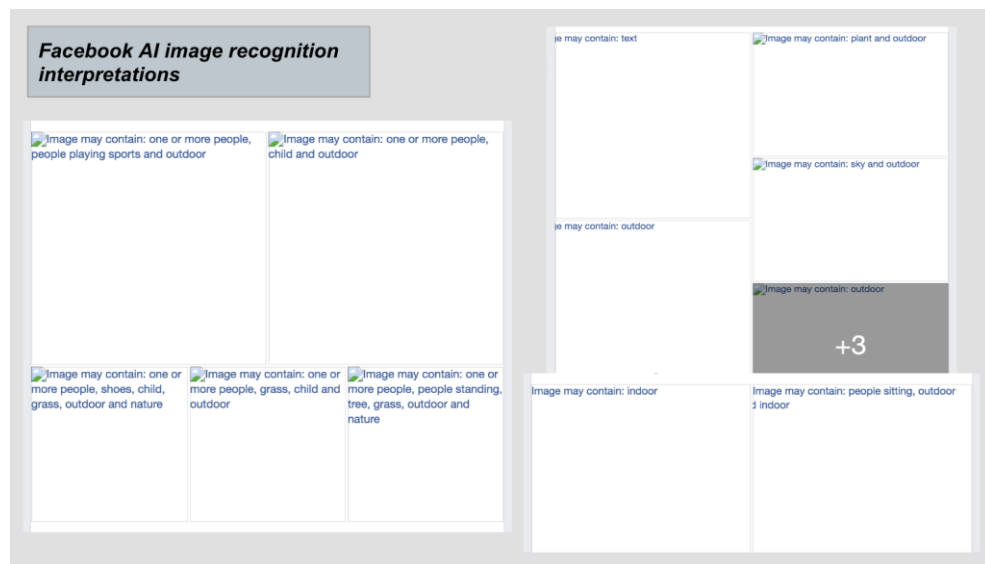 Facebook AI image recognition
interpretations
Image may contain: one or more people,
people playing sports and outdoor
Image may contain: one or more people,
child and outdoor
Image may contain: one or
more people, shoes, child,
grass, outdoor and nature
Image may contain: one or
more people, grass, child and
outdoor
Image may contain: one or
more people, people standing,
tree, grass, outdoor and
nature
ge may contain: text
Image may contain: plant and outdoor
Image may contain: sky and outdoor
ge may contain: outdoor
Image may contain: outdoor
+3
Image may contain: indoor
Image may contain: people sitting, outdoor
d indoor